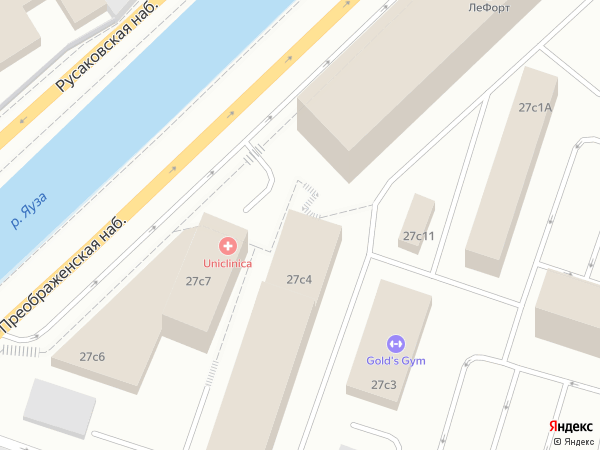 ЛеФорт
Русаковская наб.
27с1А
р. Яуза
Преображенская наб.
27с11
Uniclinica
27с7
27с4
Gold's Gym
27с6
27с3
Яндекс
© Яндекс